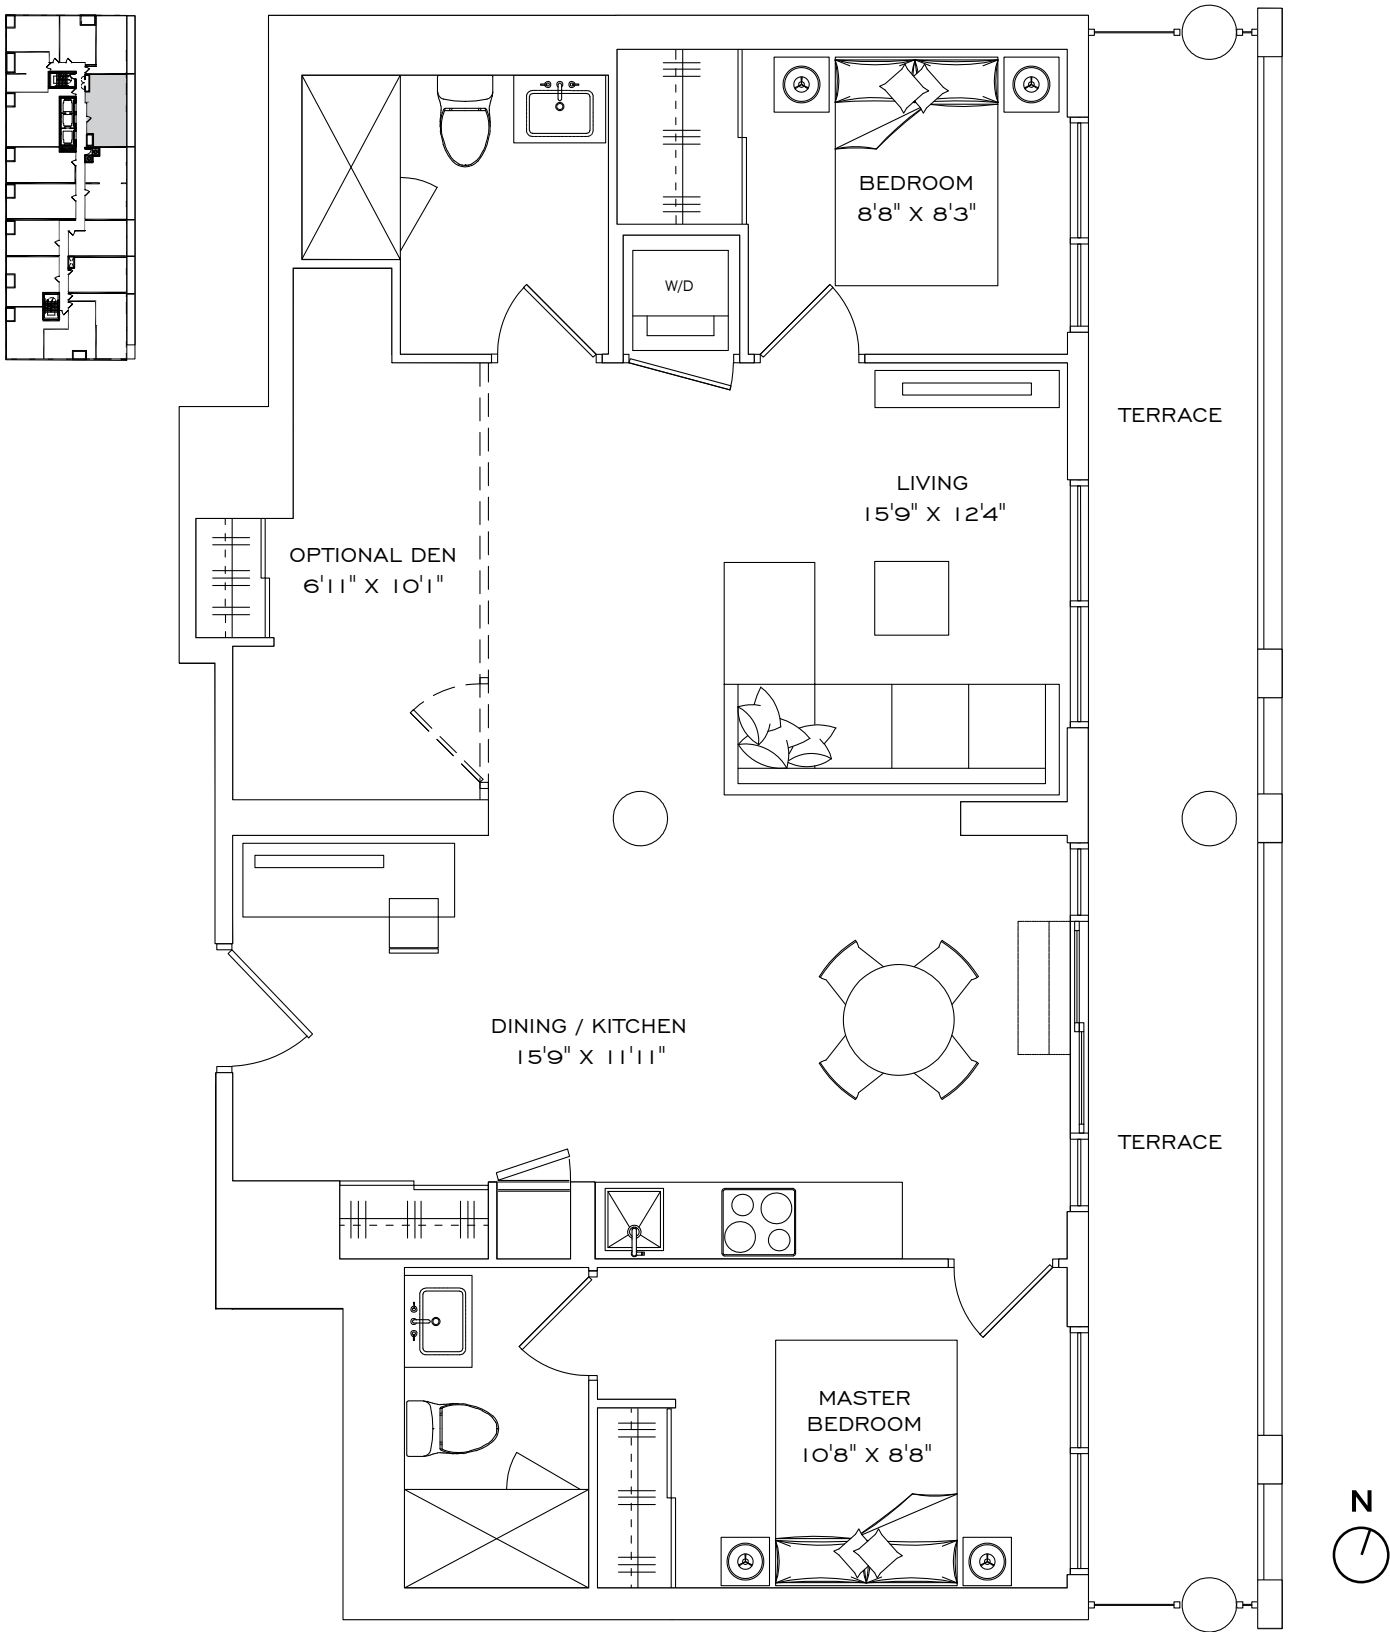 BEDROOM
8'8" X 8'3"
W/D
TERRACE
LIVING
15'9" X 12'4"
OPTIONAL DEN
6'11" X 10'1"
DINING / KITCHEN
15'9" X 11'11"
TERRACE
MASTER
BEDROOM
10'8" X 8'8"
N